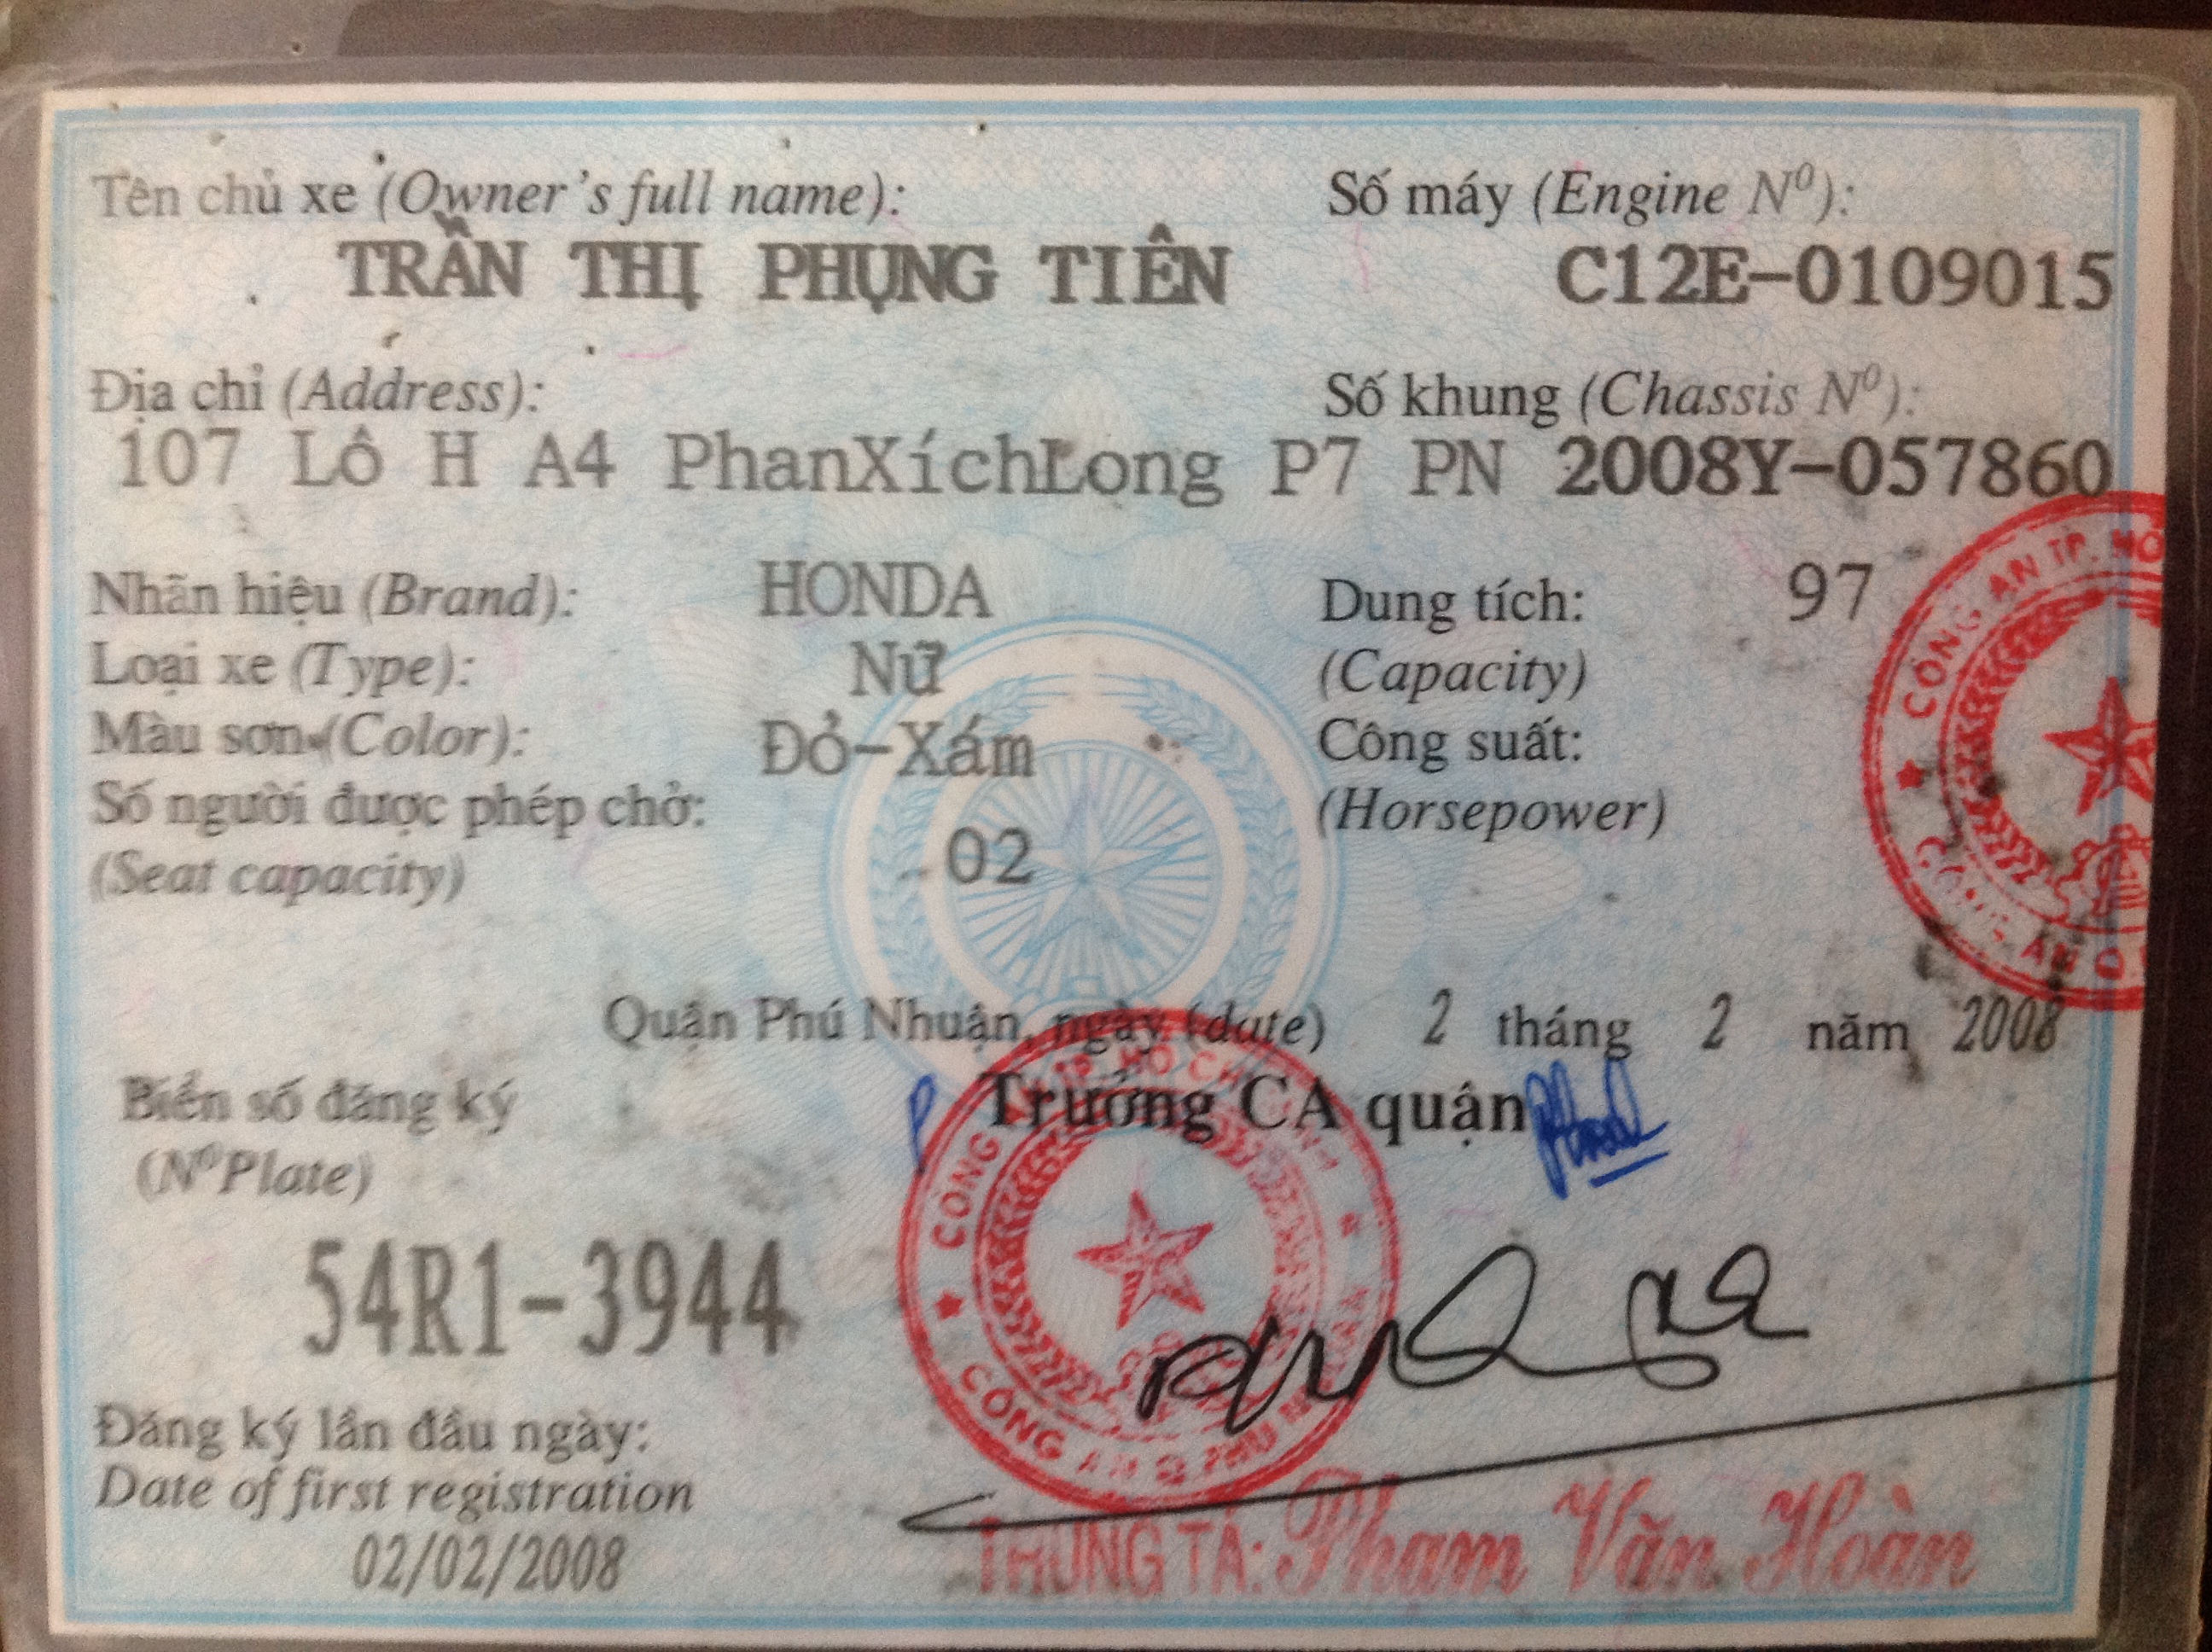 Tên chủ xe (Owner's full name):
TRẦN THỊ PHỤNG TIÊN
Số máy (Engine Nº):
C12E-0109015
Địa chỉ (Address):
107 Lô H A4 PhanXíchLong P7 PN
Số khung (Chassis Nº):
2008Y-057860
Nhãn hiệu (Brand): HONDA
Loại xe (Type): Nữ
Màu sơn (Color): Đỏ-Xám
Số người được phép chở:
(Seat capacity) 02
Dung tích: 97
(Capacity)
Công suất:
(Horsepower)
CÔNG AN TP. HỒ
CÔNG AN Q.
Quận Phú Nhuận, ngày (date) 2 tháng 2 năm 2008
Trưởng CA quận
Biển số đăng ký
(Nº Plate)
54R1-3944
CÔNG TP. HỒ CHÍ
CÔNG AN Q. PHÚ NHUẬN
Đăng ký lần đầu ngày:
Date of first registration
02/02/2008
TRUNG TÁ: Phạm Văn Hoàn